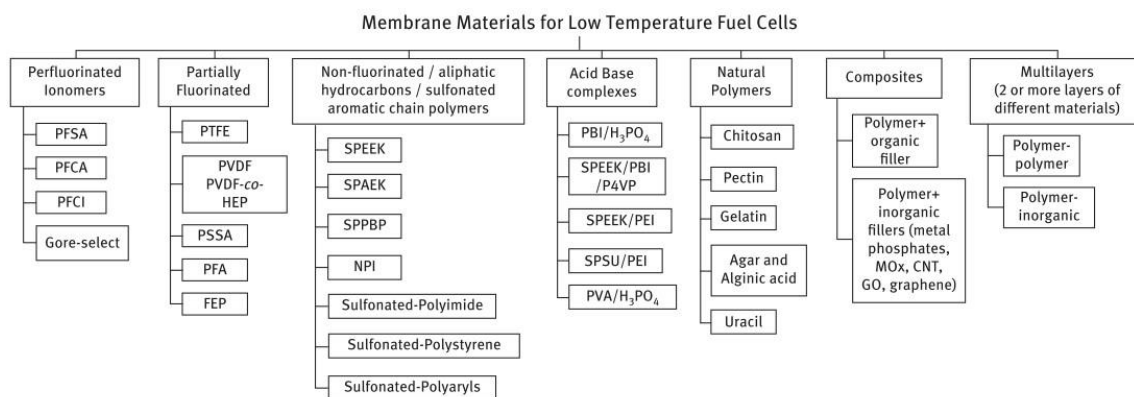 Membrane Materials for Low Temperature Fuel Cells
Perfluorinated
Ionomers
PFSA
PFCA
PFCI
Gore-select
Partially
Fluorinated
PTFE
PVDF
PVDF-co-
HEP
PSSA
PFA
FEP
Non-fluorinated / aliphatic
hydrocarbons / sulfonated
aromatic chain polymers
SPEEK
SPAEK
SPPBP
NPI
Sulfonated-Polyimide
Sulfonated-Polystyrene
Sulfonated-Polyaryls
Acid Base
complexes
PBI/H₃PO₄
SPEEK/PBI
/P4VP
SPEEK/PEI
SPSU/PEI
PVA/H₃PO₄
Natural
Polymers
Chitosan
Pectin
Gelatin
Agar and
Alginic acid
Uracil
Composites
Polymer+
organic
filler
Polymer+
inorganic
fillers (metal
phosphates,
MOx, CNT,
GO, graphene)
Multilayers
(2 or more layers of
different materials)
Polymer-
polymer
Polymer-
inorganic